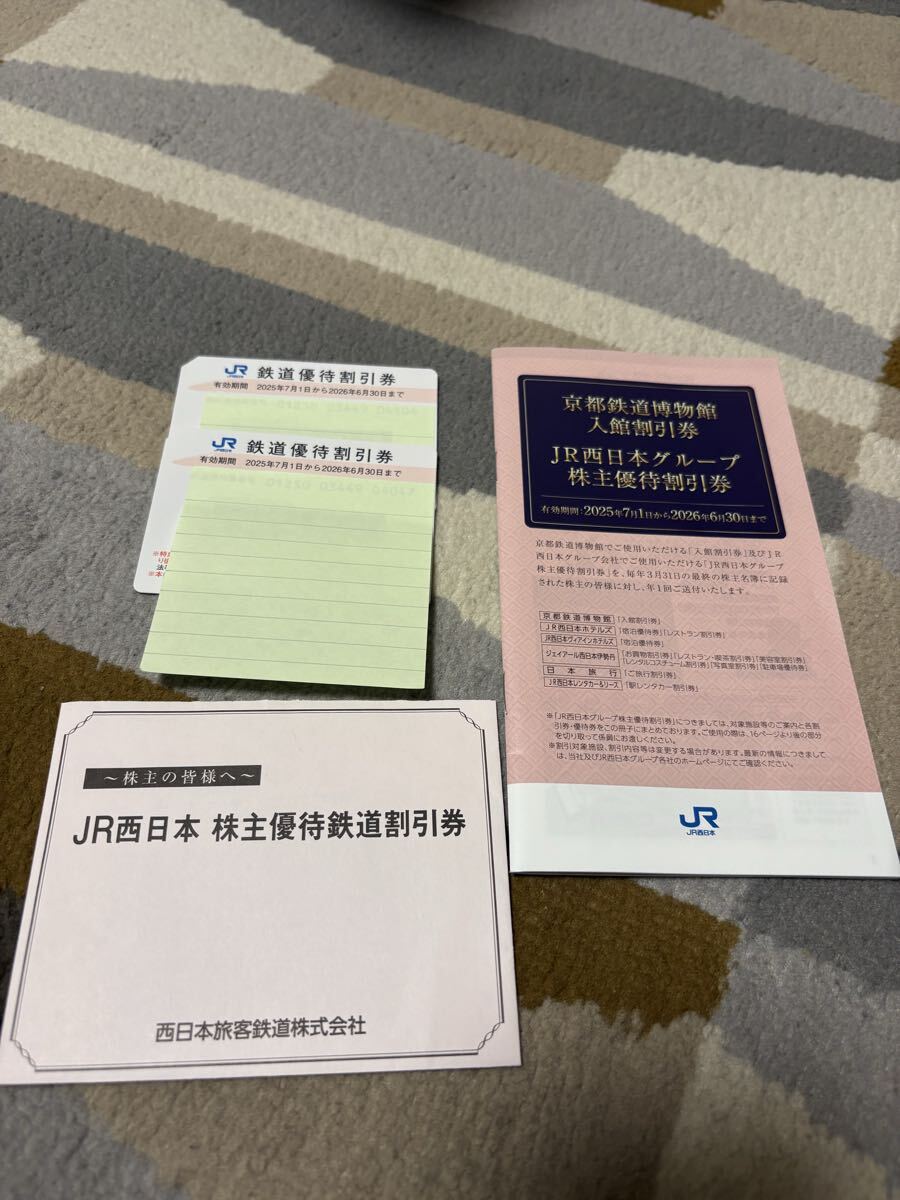 JR
JR西日本
鉄道優待割引券
有効期間 2025年7月1日から2026年6月30日まで
JR
JR西日本
鉄道優待割引券
有効期間 2025年7月1日から2026年6月30日まで
京都鉄道博物館
入館割引券
JR西日本グループ
株主優待割引券
有効期間:2025年7月1日から2026年6月30日まで
京都鉄道博物館でご使用いただける「入館割引券」及びJR
西日本グループ会社でご使用いただける「JR西日本グループ
株主優待割引券」を、毎年3月31日の最終の株主名簿に記録
された株主の皆様に対し、年1回ご送付いたします。
京都鉄道博物館 「入館割引券」
JR西日本ホテルズ 「宿泊優待券」「レストラン割引券」
JR西日本ヴィアインホテルズ 「宿泊優待券」
ジェイアール西日本伊勢丹 「お買物割引券」「レストラン・喫茶割引券」「美容室割引券」
「レンタルコスチューム割引券」「写真室割引券」「駐車場優待券」
日本旅行 「ご旅行割引券」
JR西日本レンタカー&リース 「駅レンタカー割引券」
※「JR西日本グループ株主優待割引券」につきましては、対象施設等のご案内と各割
引券・優待券をこの冊子にまとめております。ご使用の際は、16ページより後の部分
を切り取って係員にお渡しください。
※割引対象施設、割引内容等は変更する場合があります。最新の情報につきまして
は、当社及びJR西日本グループ各社のホームページにてご確認ください。
JR
JR西日本
～株主の皆様へ～
JR西日本 株主優待鉄道割引券
西日本旅客鉄道株式会社